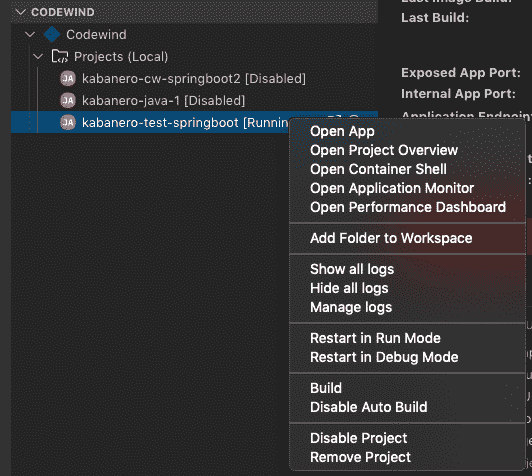 CODEWIND
Codewind
Projects (Local)
JA kabanero-cw-springboot2 [Disabled]
JA kabanero-java-1 [Disabled]
JA kabanero-test-springboot [Runnin
Open App
Open Project Overview
Open Container Shell
Open Application Monitor
Open Performance Dashboard
Add Folder to Workspace
Show all logs
Hide all logs
Manage logs
Restart in Run Mode
Restart in Debug Mode
Build
Disable Auto Build
Disable Project
Remove Project
Last Image Build:
Last Build:
Exposed App Port:
Internal App Port:
Application Endpoin